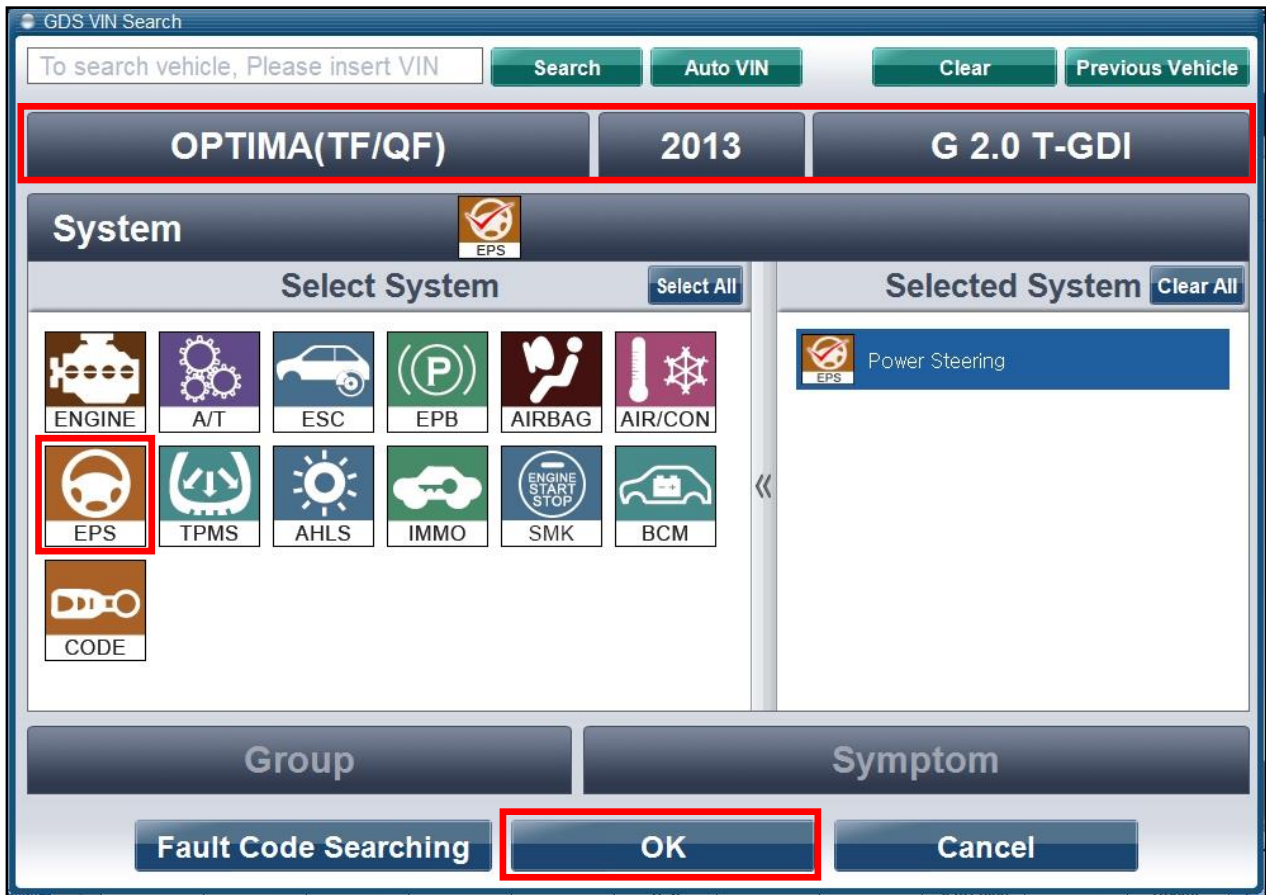 GDS VIN Search
To search vehicle, Please insert VIN Search Auto VIN Clear Previous Vehicle
OPTIMA(TF/QF) 2013 G 2.0 T-GDI
System EPS
Select System Select All Selected System Clear All
EPS Power Steering
ENGINE A/T ESC EPB AIRBAG AIR/CON
ENGINE
START
STOP
EPS TPMS AHLS IMMO SMK BCM
CODE
Group Symptom
Fault Code Searching OK Cancel